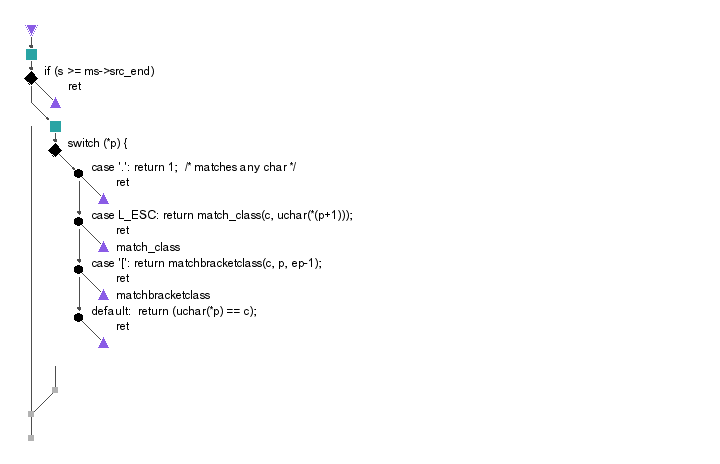 if (s >= ms->src_end)
ret
switch (*p) {
case '.': return 1;  /* matches any char */
ret
case L_ESC: return match_class(c, uchar(*(p+1)));
ret
match_class
case '[': return matchbracketclass(c, p, ep-1);
ret
matchbracketclass
default:  return (uchar(*p) == c);
ret